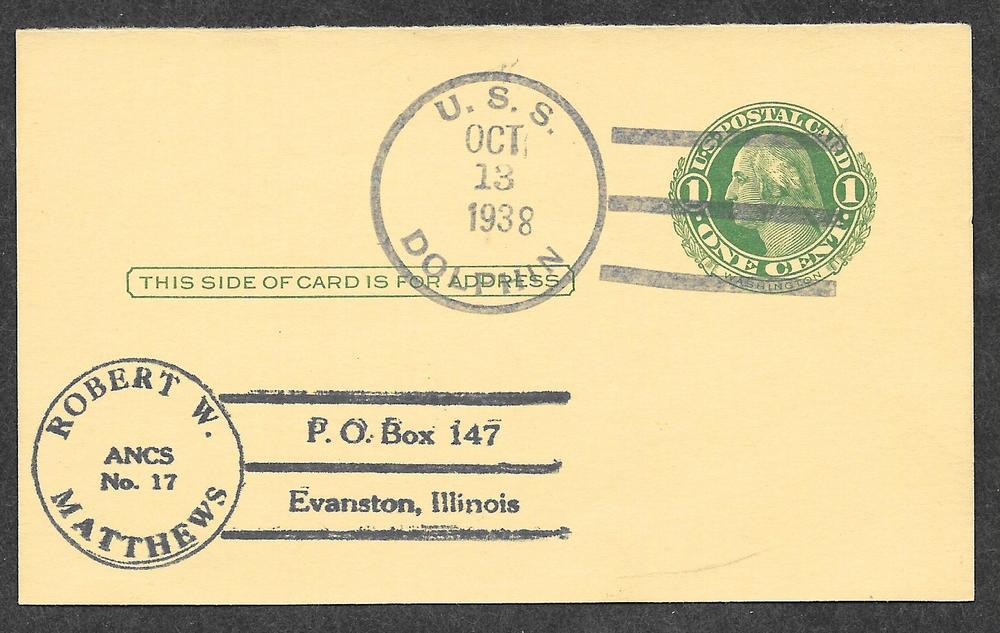 U. S. S.
OCT
13
1938
DOLPHIN
U.S. POSTAL CARD
1 1
ONE CENT
WASHINGTON
THIS SIDE OF CARD IS FOR ADDRESS
ROBERT W.
ANCS
No. 17
MATTHEWS
P. O. Box 147
Evanston, Illinois